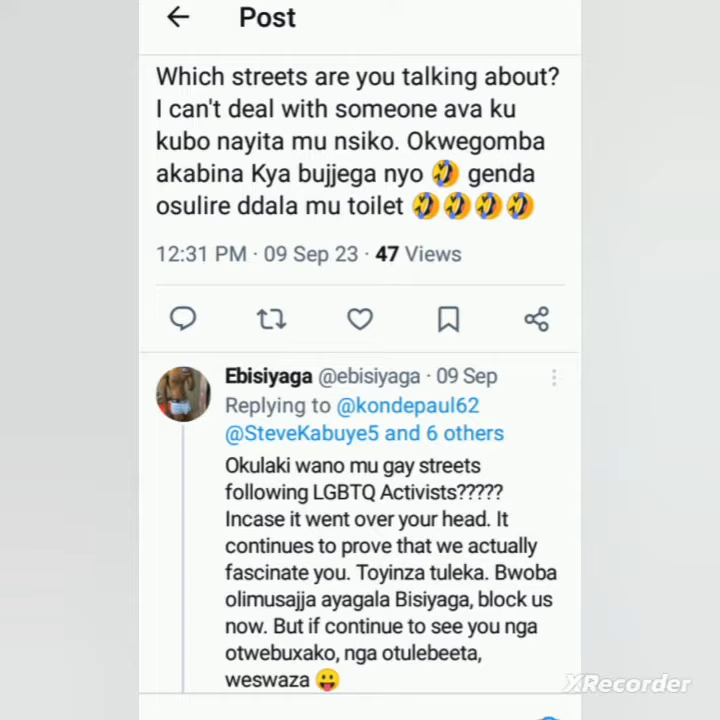 Post
Which streets are you talking about?
I can't deal with someone ava ku
kubo nayita mu nsiko. Okwegomba
akabina Kya bujjega nyo 🤣 genda
osulire ddala mu toilet 🤣🤣🤣🤣
12:31 PM · 09 Sep 23 · 47 Views
Ebisiyaga @ebisiyaga · 09 Sep
Replying to @kondepaul62
@SteveKabuye5 and 6 others
Okulaki wano mu gay streets
following LGBTQ Activists?????
Incase it went over your head. It
continues to prove that we actually
fascinate you. Toyinza tuleka. Bwoba
olimusajja ayagala Bisiyaga, block us
now. But if continue to see you nga
otwebuxako, nga otulebeeta,
weswaza 😛
XRecorder